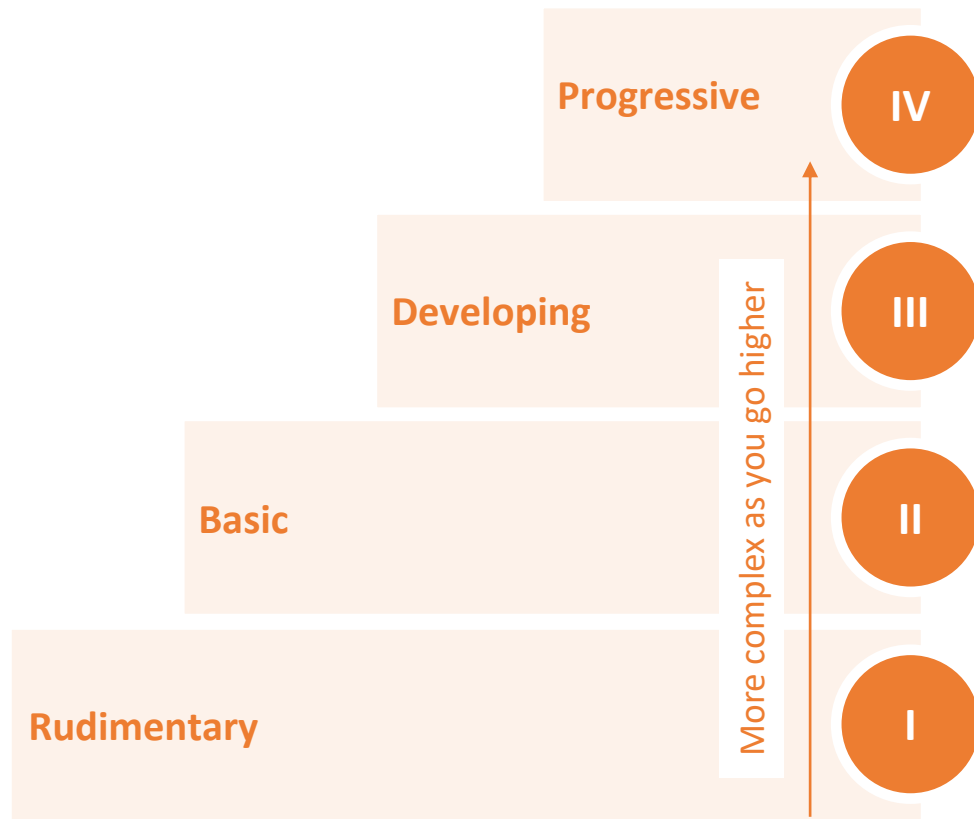 Progressive
IV
Developing
III
More complex as you go higher
Basic
II
Rudimentary
I